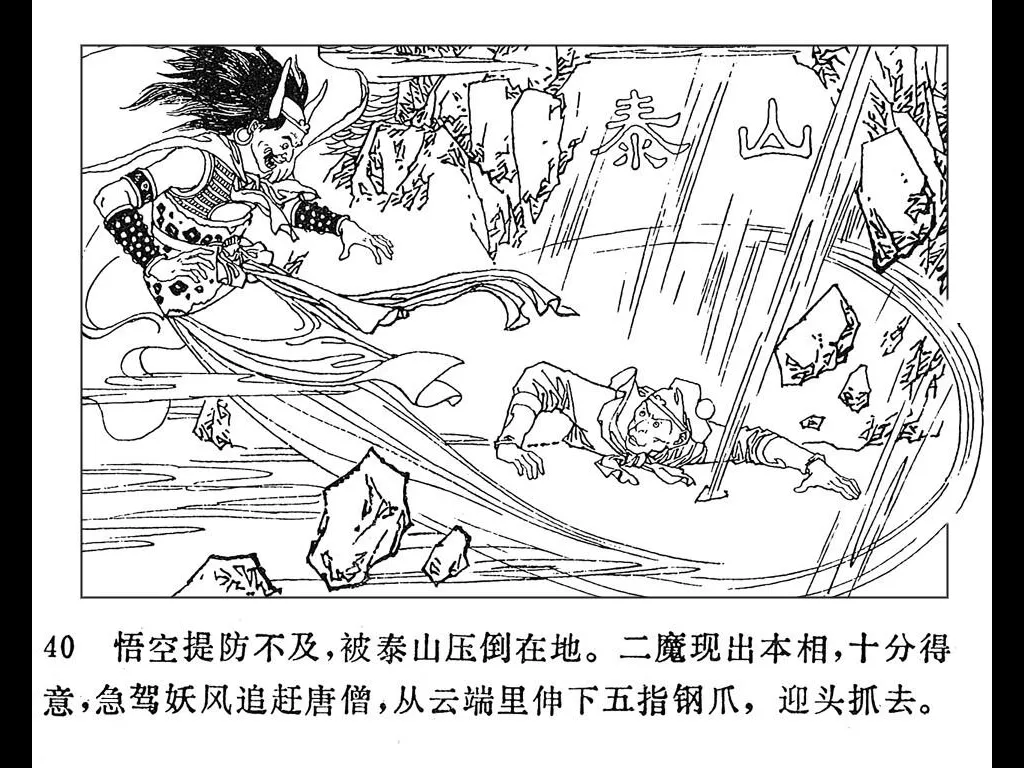 泰山
40 悟空提防不及，被泰山压倒在地。二魔现出本相，十分得
意，急驾妖风追赶唐僧，从云端里伸下五指钢爪，迎头抓去。